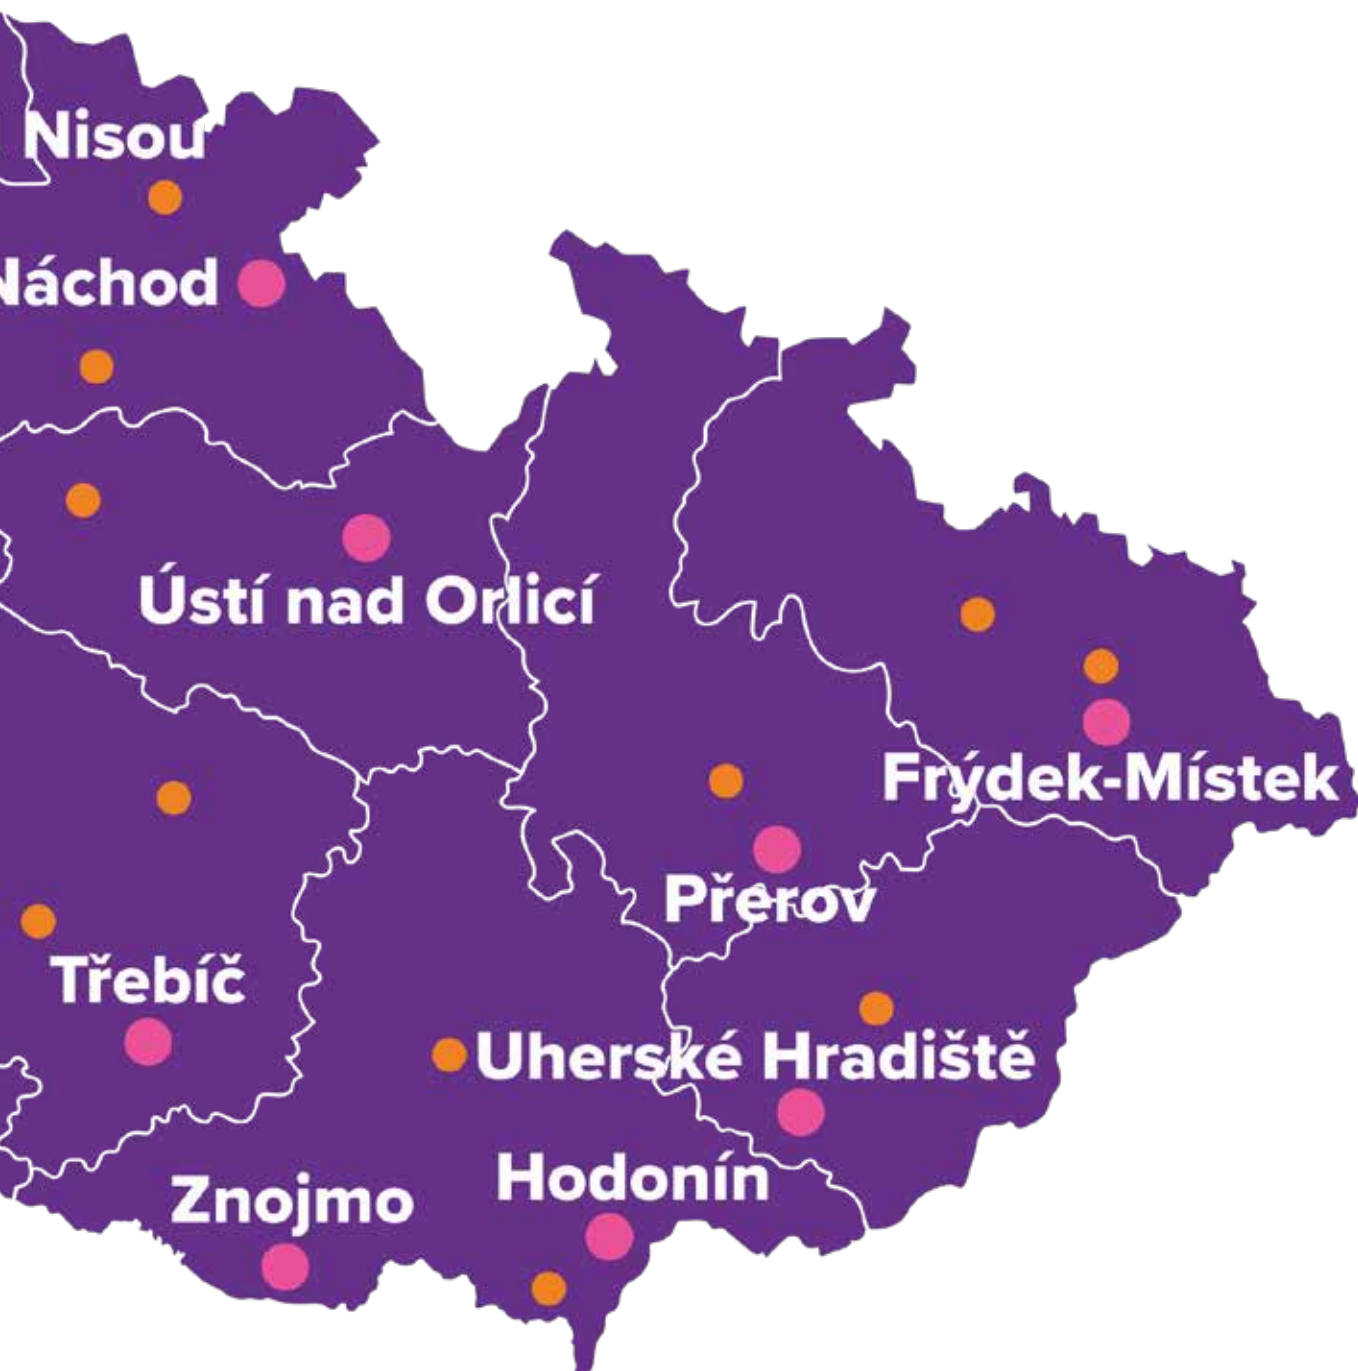 Nisou
Náchod
Ústí nad Orlicí
Frýdek-Místek
Přerov
Třebíč
Uherské Hradiště
Hodonín
Znojmo